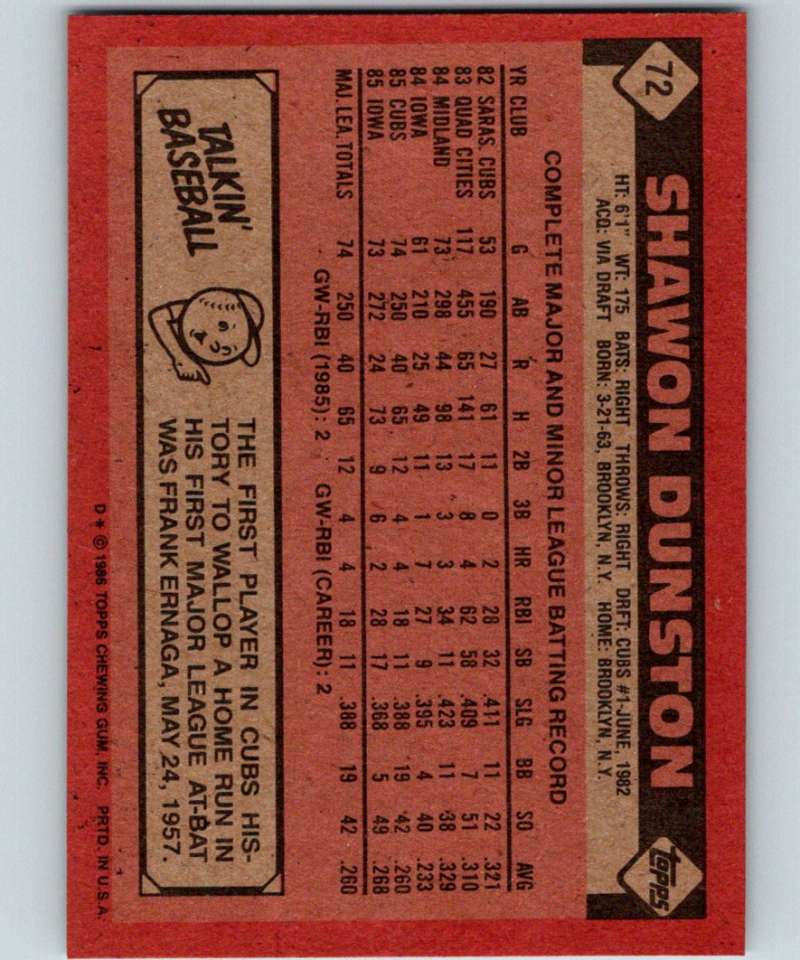 72
SHAWON DUNSTON
topps
HT: 6'1" WT: 175 BATS: RIGHT THROWS: RIGHT DRFT: CUBS #1-JUNE, 1982
ACQ: VIA DRAFT BORN: 3-21-63, BROOKLYN, N.Y. HOME: BROOKLYN, N.Y.
COMPLETE MAJOR AND MINOR LEAGUE BATTING RECORD
YR CLUB G AB R H 2B 3B HR RBI SB SLG BB SO AVG
82 SARAS. CUBS 53 190 27 61 11 0 2 28 32 .411 11 22 .321
83 QUAD CITIES 117 455 65 141 17 8 4 62 58 .409 7 51 .310
84 MIDLAND 73 298 44 98 13 3 3 34 11 .423 11 38 .329
84 IOWA 61 210 25 49 11 1 7 27 9 .395 4 40 .233
85 CUBS 74 250 40 65 12 4 4 18 11 .388 19 42 .260
85 IOWA 73 272 24 73 9 6 2 28 17 .368 5 49 .268
MAJ. LEA. TOTALS 74 250 40 65 12 4 4 18 11 .388 19 42 .260
GW-RBI (1985): 2 GW-RBI (CAREER): 2
TALKIN'
BASEBALL
THE FIRST PLAYER IN CUBS HIS-
TORY TO WALLOP A HOME RUN IN
HIS FIRST MAJOR LEAGUE AT-BAT
WAS FRANK ERNAGA, MAY 24, 1957.
D* © 1986 TOPPS CHEWING GUM, INC. PRTD. IN U.S.A.